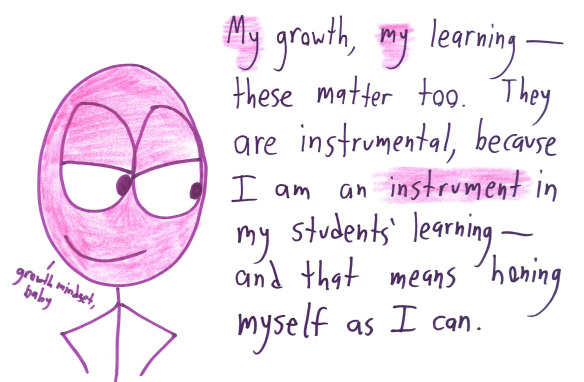 My growth, my learning —
these matter too. They
are instrumental, because
I am an instrument in
my students' learning —
and that means honing
myself as I can.
growth mindset,
baby